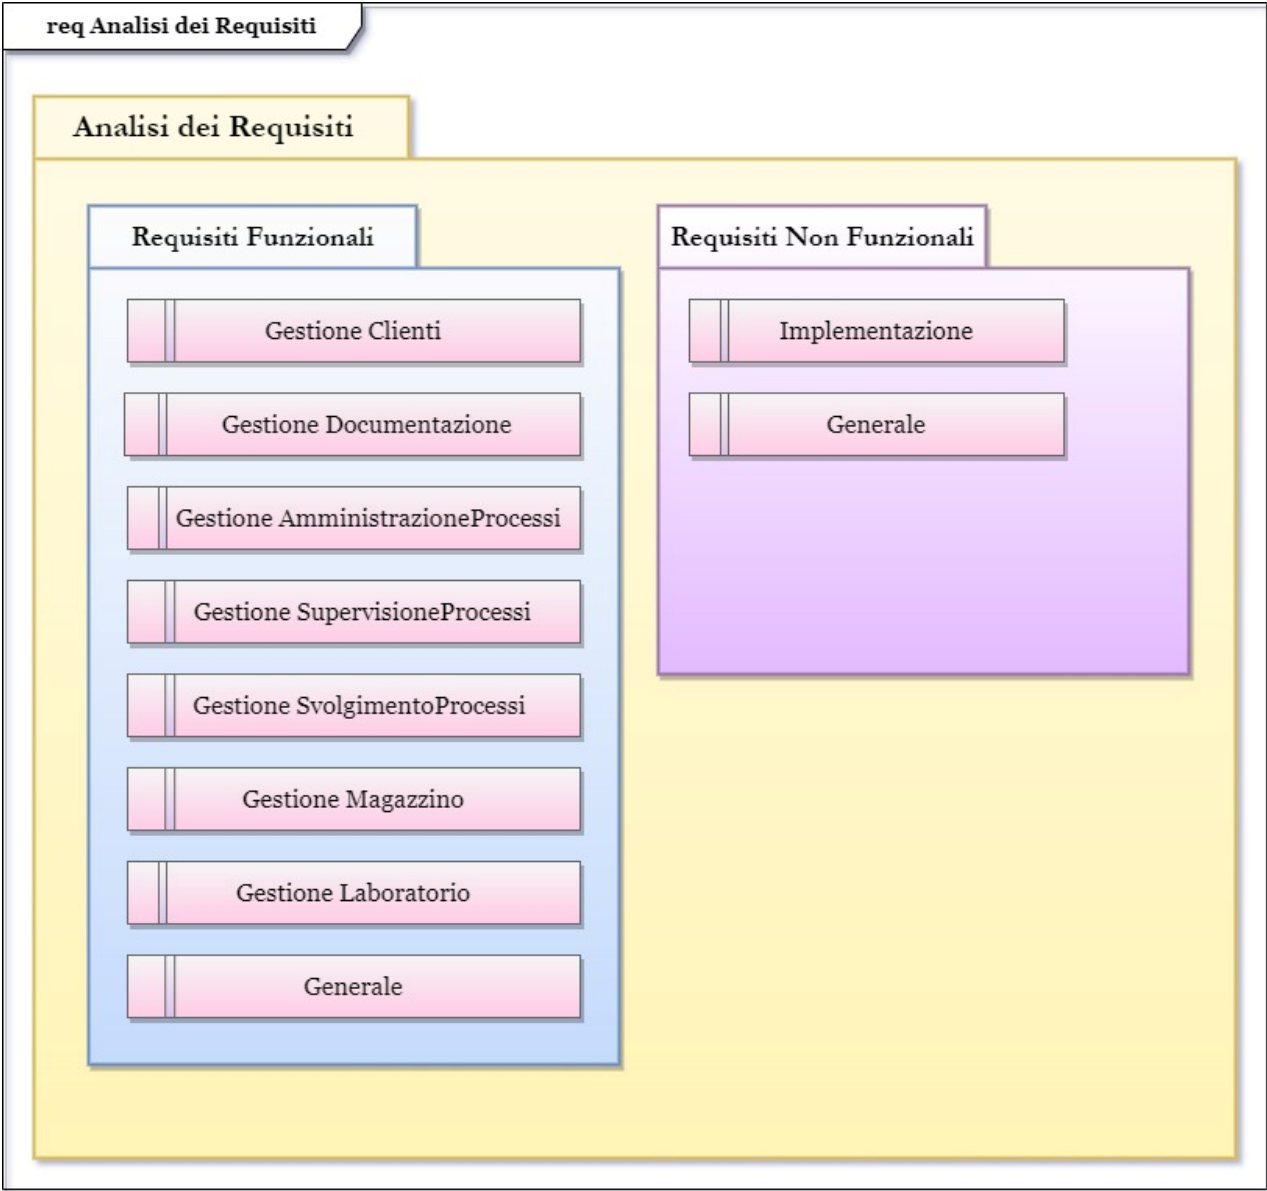 req Analisi dei Requisiti
Analisi dei Requisiti
Requisiti Funzionali
Gestione Clienti
Gestione Documentazione
Gestione AmministrazioneProcessi
Gestione SupervisioneProcessi
Gestione SvolgimentoProcessi
Gestione Magazzino
Gestione Laboratorio
Generale
Requisiti Non Funzionali
Implementazione
Generale